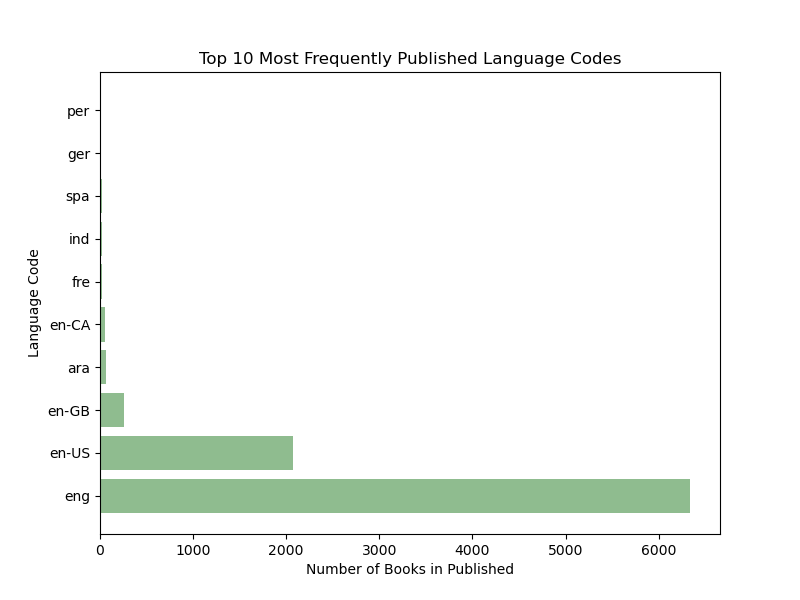 Top 10 Most Frequently Published Language Codes
Language Code
per
ger
spa
ind
fre
en-CA
ara
en-GB
en-US
eng
0 1000 2000 3000 4000 5000 6000
Number of Books in Published